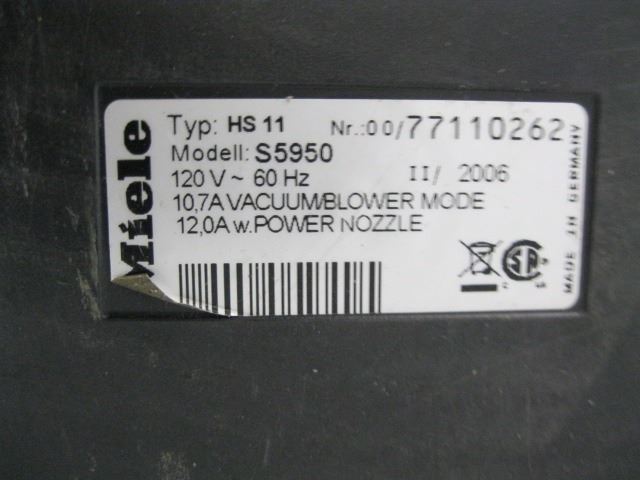 Miele
Typ: HS 11 Nr.:00/77110262
Modell: S5950 II/ 2006
120 V ~ 60 Hz
10,7A VACUUM/BLOWER MODE
12,0A w. POWER NOZZLE
MADE IN GERMANY